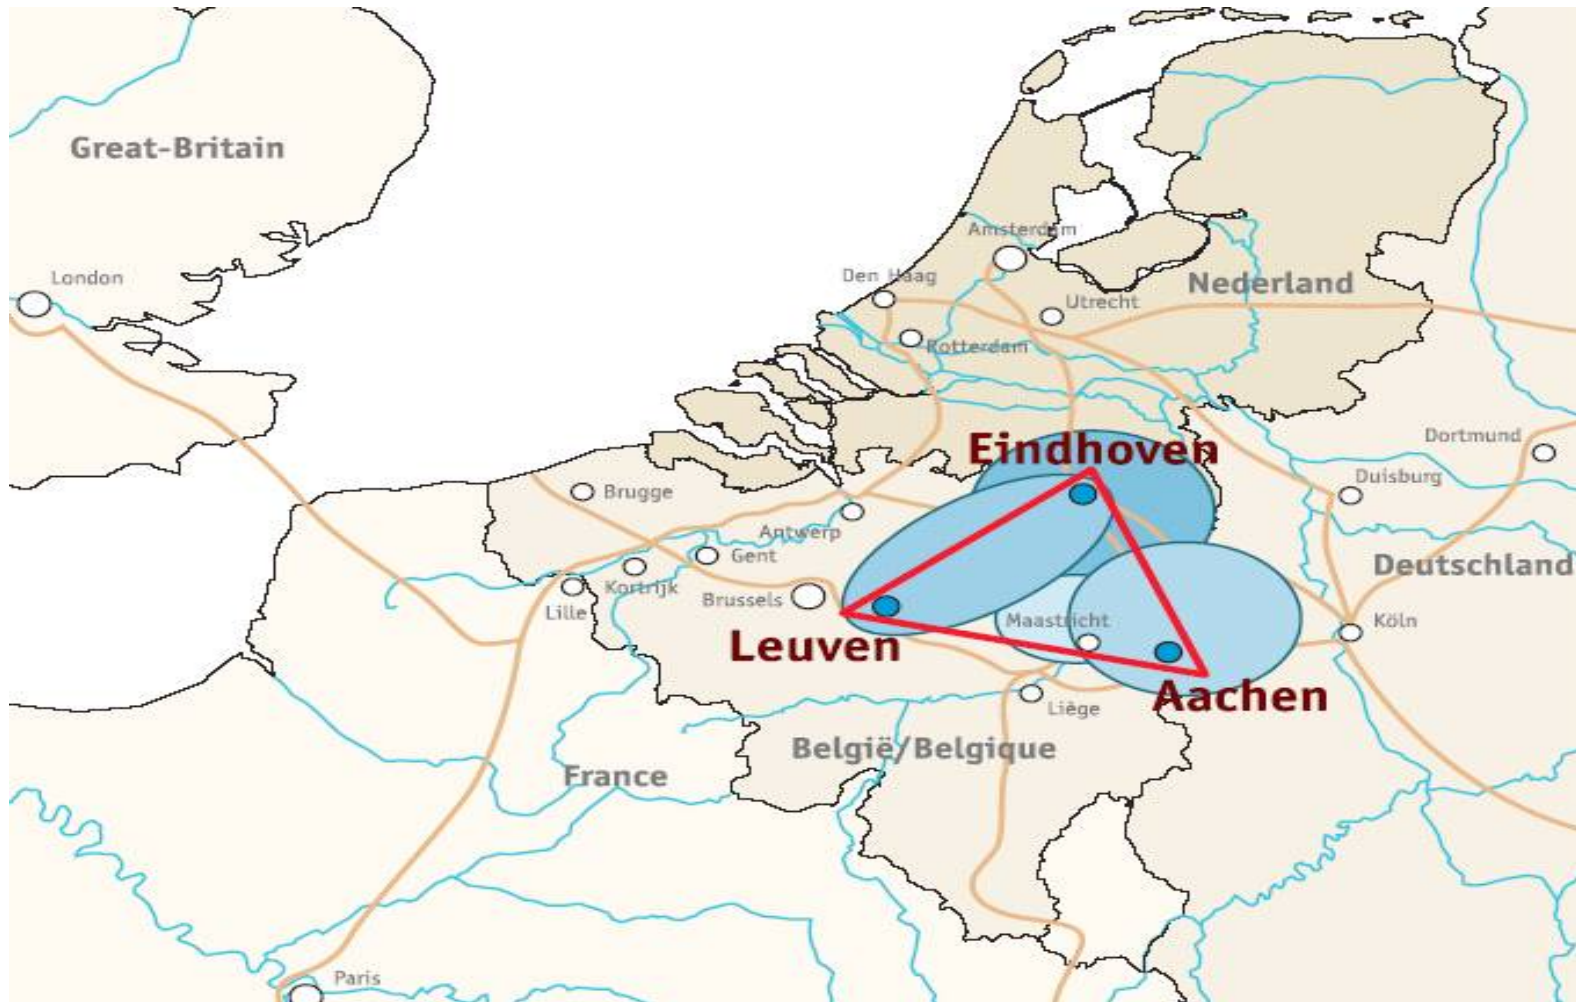 Great-Britain
Amsterdam
London
Den Haag
Nederland
Utrecht
Rotterdam
Eindhoven
Dortmund
Duisburg
Brugge
Antwerp
Gent
Deutschland
Kortrijk
Brussels
Lille
Maastricht
Köln
Leuven
Aachen
Liège
België/Belgique
France
Paris